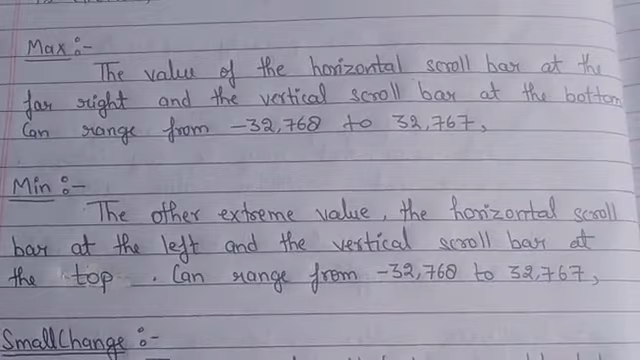 Max :-
The value of the horizontal scroll bar at the
far right and the vertical scroll bar at the bottom
Can range from -32,768 to 32,767,
Min :-
The other extreme value, the horizontal scroll
bar at the left and the vertical scroll bar at
the top . Can range from -32,768 to 32,767,
SmallChange :-